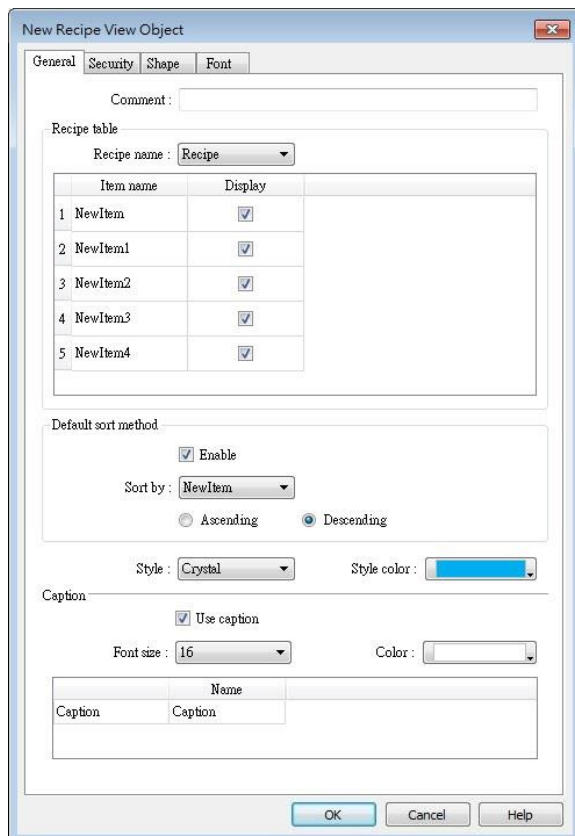 New Recipe View Object
General Security Shape Font
Comment :
Recipe table
Recipe name : Recipe
Item name Display
1 NewItem
2 NewItem1
3 NewItem2
4 NewItem3
5 NewItem4
Default sort method
Enable
Sort by : NewItem
Ascending Descending
Style : Crystal Style color :
Caption
Use caption
Font size : 16 Color :
Name
Caption Caption
OK Cancel Help